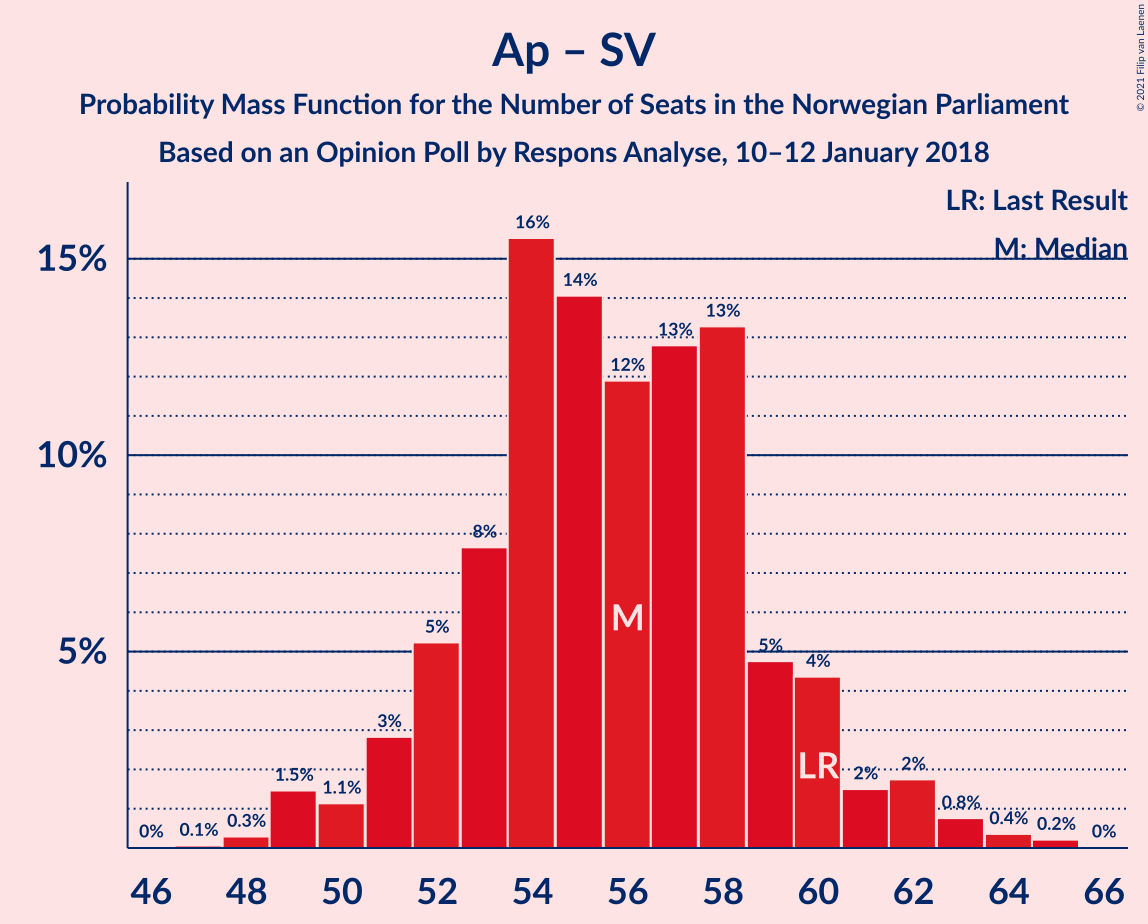 Ap – SV
Probability Mass Function for the Number of Seats in the Norwegian Parliament
Based on an Opinion Poll by Respons Analyse, 10–12 January 2018
© 2021 Filip van Laenen
LR: Last Result
M: Median
15%
10%
5%
0%
0.1%
0.3%
1.5%
1.1%
3%
5%
8%
16%
14%
12%
13%
13%
5%
4%
2%
2%
0.8%
0.4%
0.2%
0%
M
LR
46 48 50 52 54 56 58 60 62 64 66